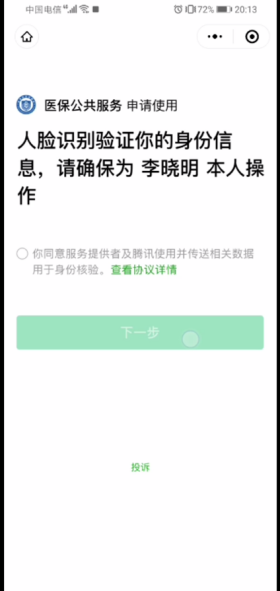 中国电信 72% 20:13
医保公共服务 申请使用
人脸识别验证你的身份信
息，请确保为 李晓明 本人操
作
你同意服务提供者及腾讯使用并传送相关数据
用于身份核验。查看协议详情
下一步
投诉